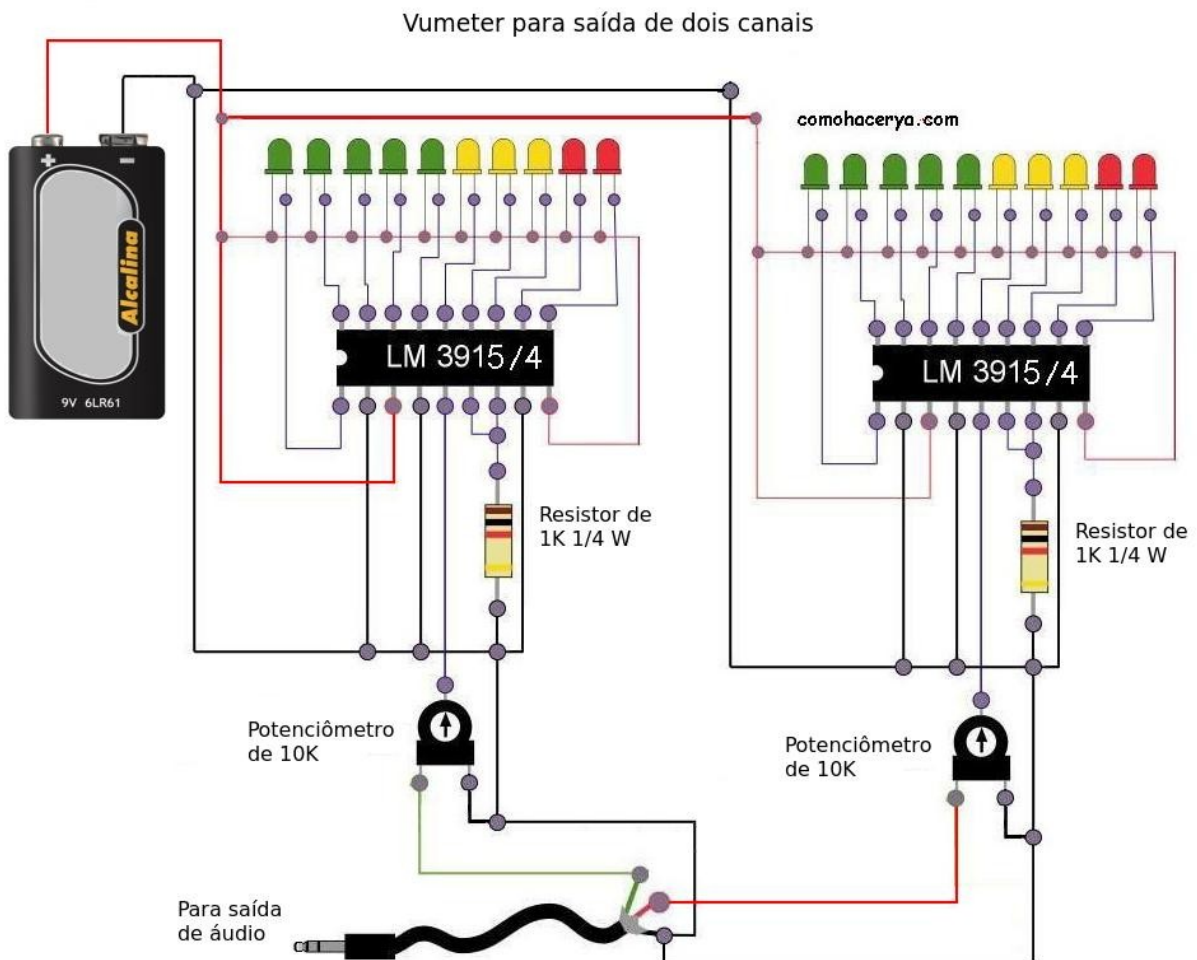 Vumeter para saída de dois canais
comohacerya.com
+
−
Alcalina
9V 6LR61
LM 3915/4
LM 3915/4
Resistor de
1K 1/4 W
Resistor de
1K 1/4 W
Potenciômetro
de 10K
Potenciômetro
de 10K
Para saída
de áudio